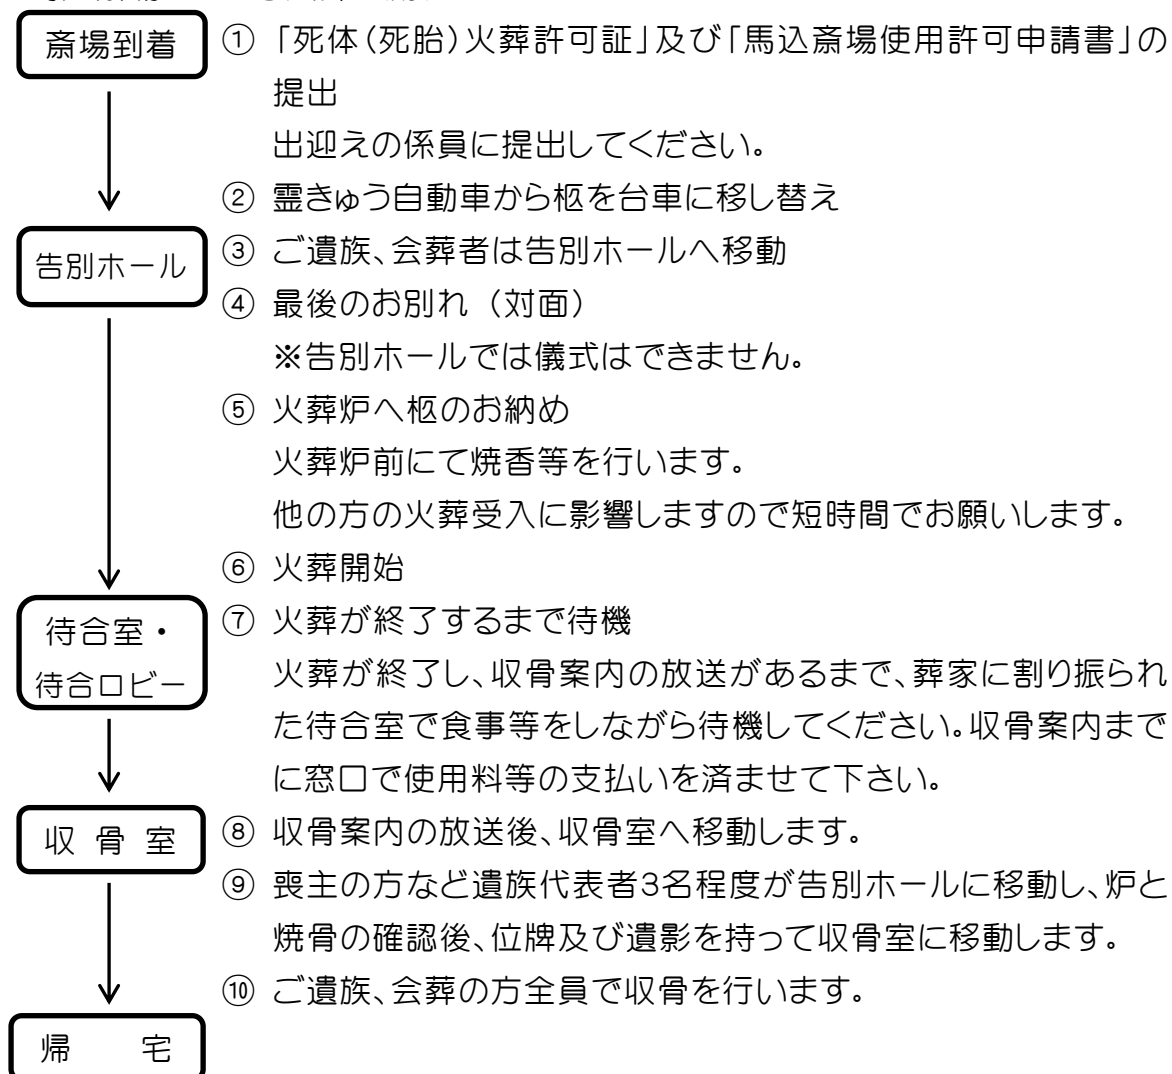 斎場到着
① 「死体(死胎)火葬許可証」及び「馬込斎場使用許可申請書」の
提出
出迎えの係員に提出してください。
② 霊きゅう自動車から柩を台車に移し替え
告別ホール
③ ご遺族、会葬者は告別ホールへ移動
④ 最後のお別れ (対面)
※告別ホールでは儀式はできません。
⑤ 火葬炉へ柩のお納め
火葬炉前にて焼香等を行います。
他の方の火葬受入に影響しますので短時間でお願いします。
⑥ 火葬開始
待合室・
待合ロビー
⑦ 火葬が終了するまで待機
火葬が終了し、収骨案内の放送があるまで、葬家に割り振られ
た待合室で食事等をしながら待機してください。収骨案内まで
に窓口で使用料等の支払いを済ませて下さい。
収 骨 室
⑧ 収骨案内の放送後、収骨室へ移動します。
⑨ 喪主の方など遺族代表者3名程度が告別ホールに移動し、炉と
焼骨の確認後、位牌及び遺影を持って収骨室に移動します。
⑩ ご遺族、会葬の方全員で収骨を行います。
帰 宅